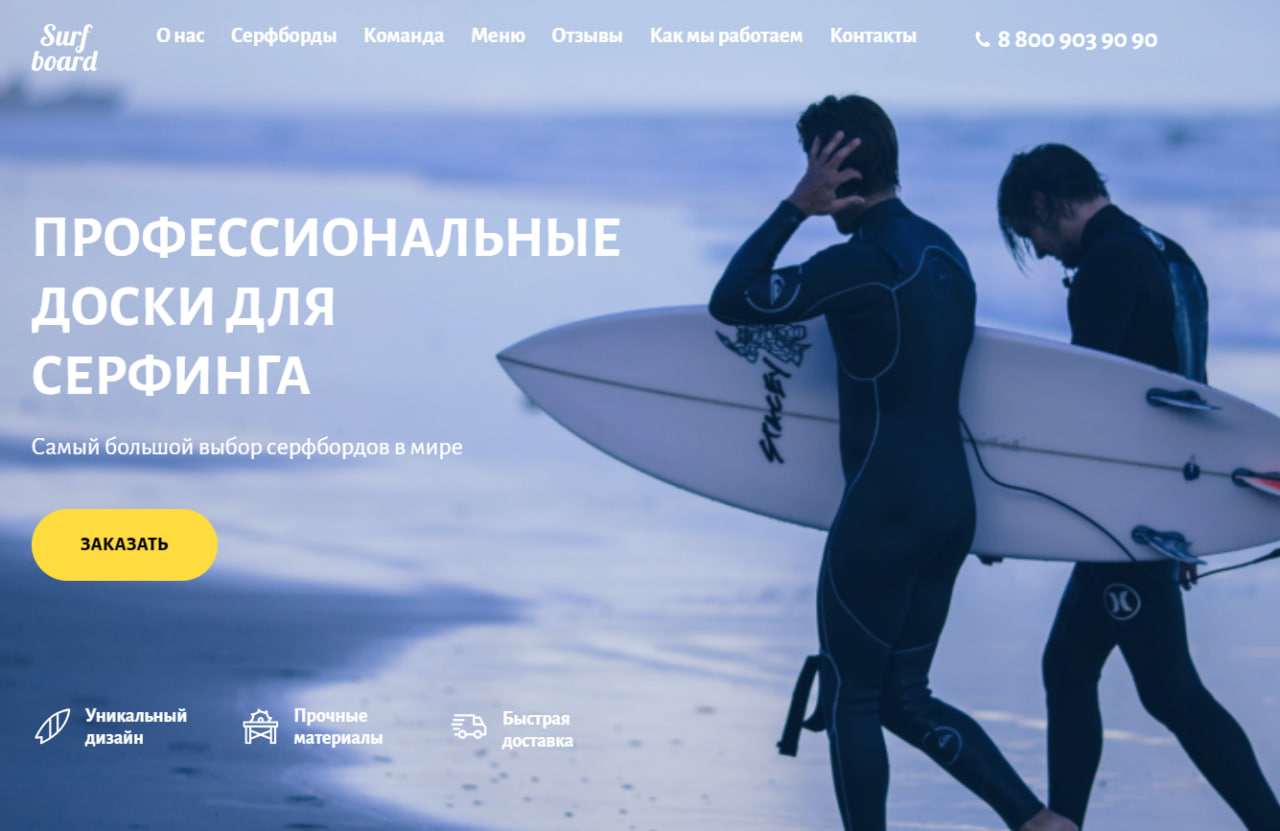 Surf
board
О нас Серфборды Команда Меню Отзывы Как мы работаем Контакты 8 800 903 90 90
ПРОФЕССИОНАЛЬНЫЕ
ДОСКИ ДЛЯ
СЕРФИНГА
STACEY
Самый большой выбор серфбордов в мире
ЗАКАЗАТЬ
Уникальный
дизайн
Прочные
материалы
Быстрая
доставка